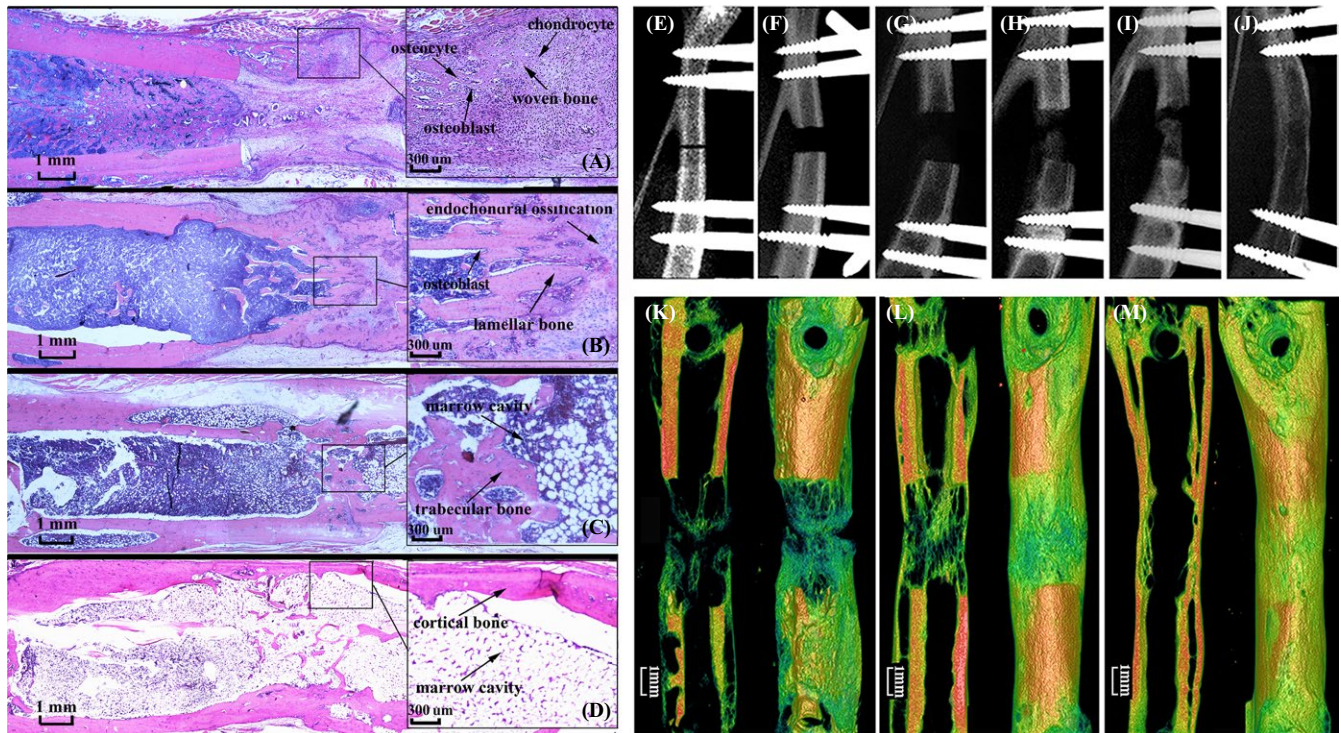 chondrocyte
osteocyte
woven bone
osteoblast
1 mm
300 um
(A)
endochonural ossification
osteoblast
lamellar bone
1 mm
300 um
(B)
marrow cavity
trabecular bone
1 mm
300 um
(C)
cortical bone
marrow cavity
1 mm
300 um
(D)
(E)
(F)
(G)
(H)
(I)
(J)
(K)
(L)
(M)
1mm
1mm
1mm